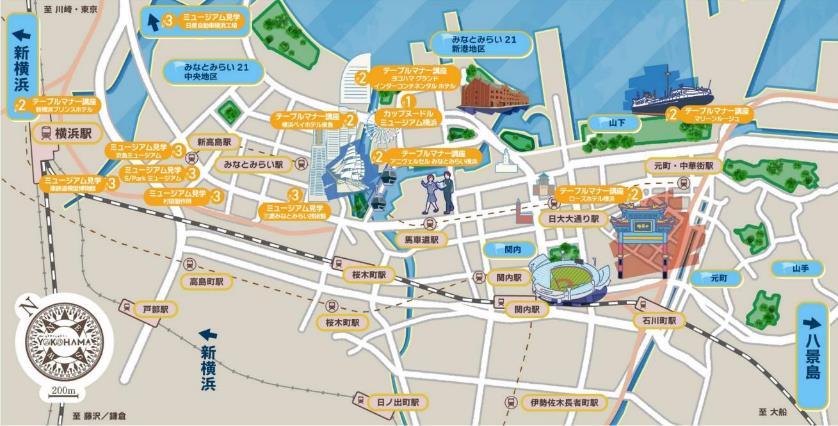 至 川崎・東京
新横浜
3
ミュージアム見学
日産自動車横浜工場
みなとみらい 21
中央地区
みなとみらい 21
新港地区
2
テーブルマナー講座
ヨコハマ グランド
インターコンチネンタル ホテル
1
カップヌードル
ミュージアム横浜
2
テーブルマナー講座
新横浜プリンスホテル
テーブルマナー講座
横浜ベイホテル東急
2
2
テーブルマナー講座
マリーンルージュ
山下
横浜駅
新高島駅
ミュージアム見学
京急ミュージアム
3
みなとみらい駅
2
テーブルマナー講座
アニヴェルセル みなとみらい横浜
元町・中華街駅
ミュージアム見学
原鉄道模型博物館
3
ミュージアム見学
S/Park ミュージアム
3
ミュージアム見学
村田製作所
3
3
ミュージアム見学
三菱みなとみらい技術館
テーブルマナー講座
ローズホテル横浜
2
日大大通り駅
馬車道駅
関内
高島町駅
桜木町駅
関内駅
元町
山手
戸部駅
桜木町駅
関内駅
石川町駅
八景島
N
YOKOHAMA
200m
新横浜
日ノ出町駅
伊勢佐木長者町駅
至 藤沢／鎌倉
至 大船